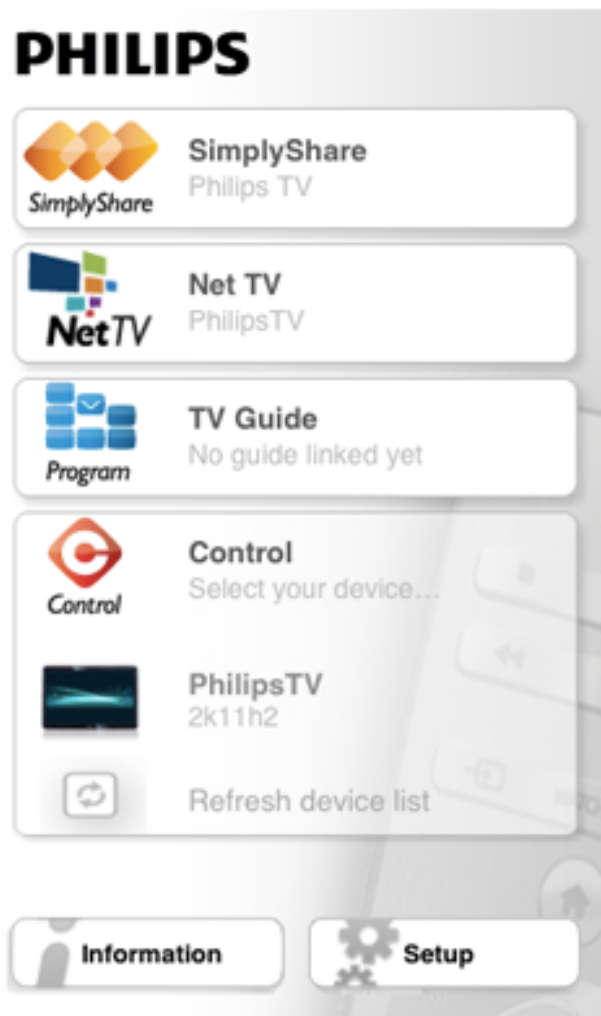 PHILIPS
SimplyShare
SimplyShare
Philips TV
NetTV
Net TV
PhilipsTV
Program
TV Guide
No guide linked yet
Control
Control
Select your device...
PhilipsTV
2k11h2
Refresh device list
Information
Setup